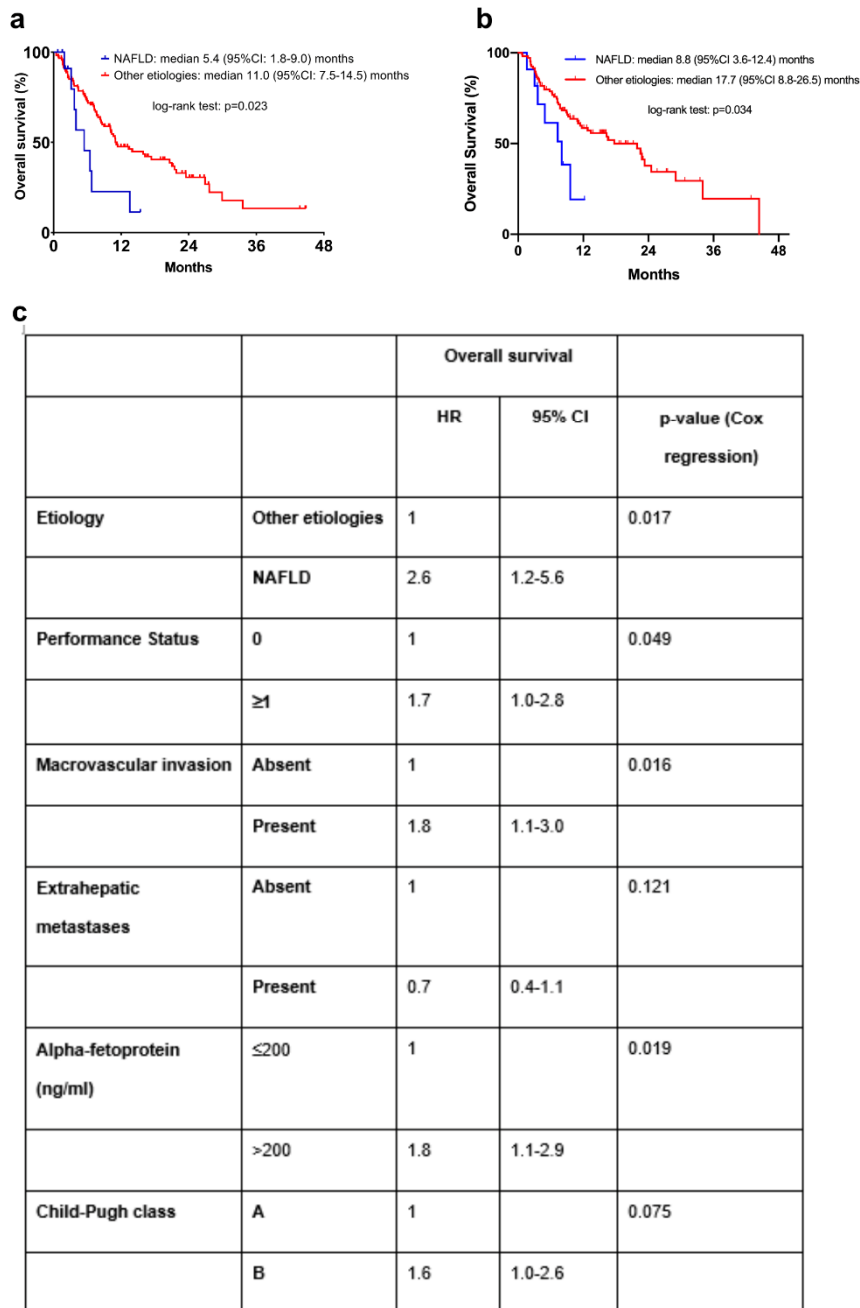 a
NAFLD: median 5.4 (95%CI: 1.8-9.0) months
Other etiologies: median 11.0 (95%CI: 7.5-14.5) months
log-rank test: p=0.023
Overall survival (%)
100
50
0
0 12 24 36 48
Months
b
NAFLD: median 8.8 (95%CI 3.6-12.4) months
Other etiologies: median 17.7 (95%CI 8.8-26.5) months
log-rank test: p=0.034
Overall Survival (%)
100
50
0
0 12 24 36 48
Months
c
Overall survival
HR 95% CI p-value (Cox
regression)
Etiology Other etiologies 1 0.017
NAFLD 2.6 1.2-5.6
Performance Status 0 1 0.049
≥1 1.7 1.0-2.8
Macrovascular invasion Absent 1 0.016
Present 1.8 1.1-3.0
Extrahepatic Absent 1 0.121
metastases
Present 0.7 0.4-1.1
Alpha-fetoprotein ≤200 1 0.019
(ng/ml)
>200 1.8 1.1-2.9
Child-Pugh class A 1 0.075
B 1.6 1.0-2.6